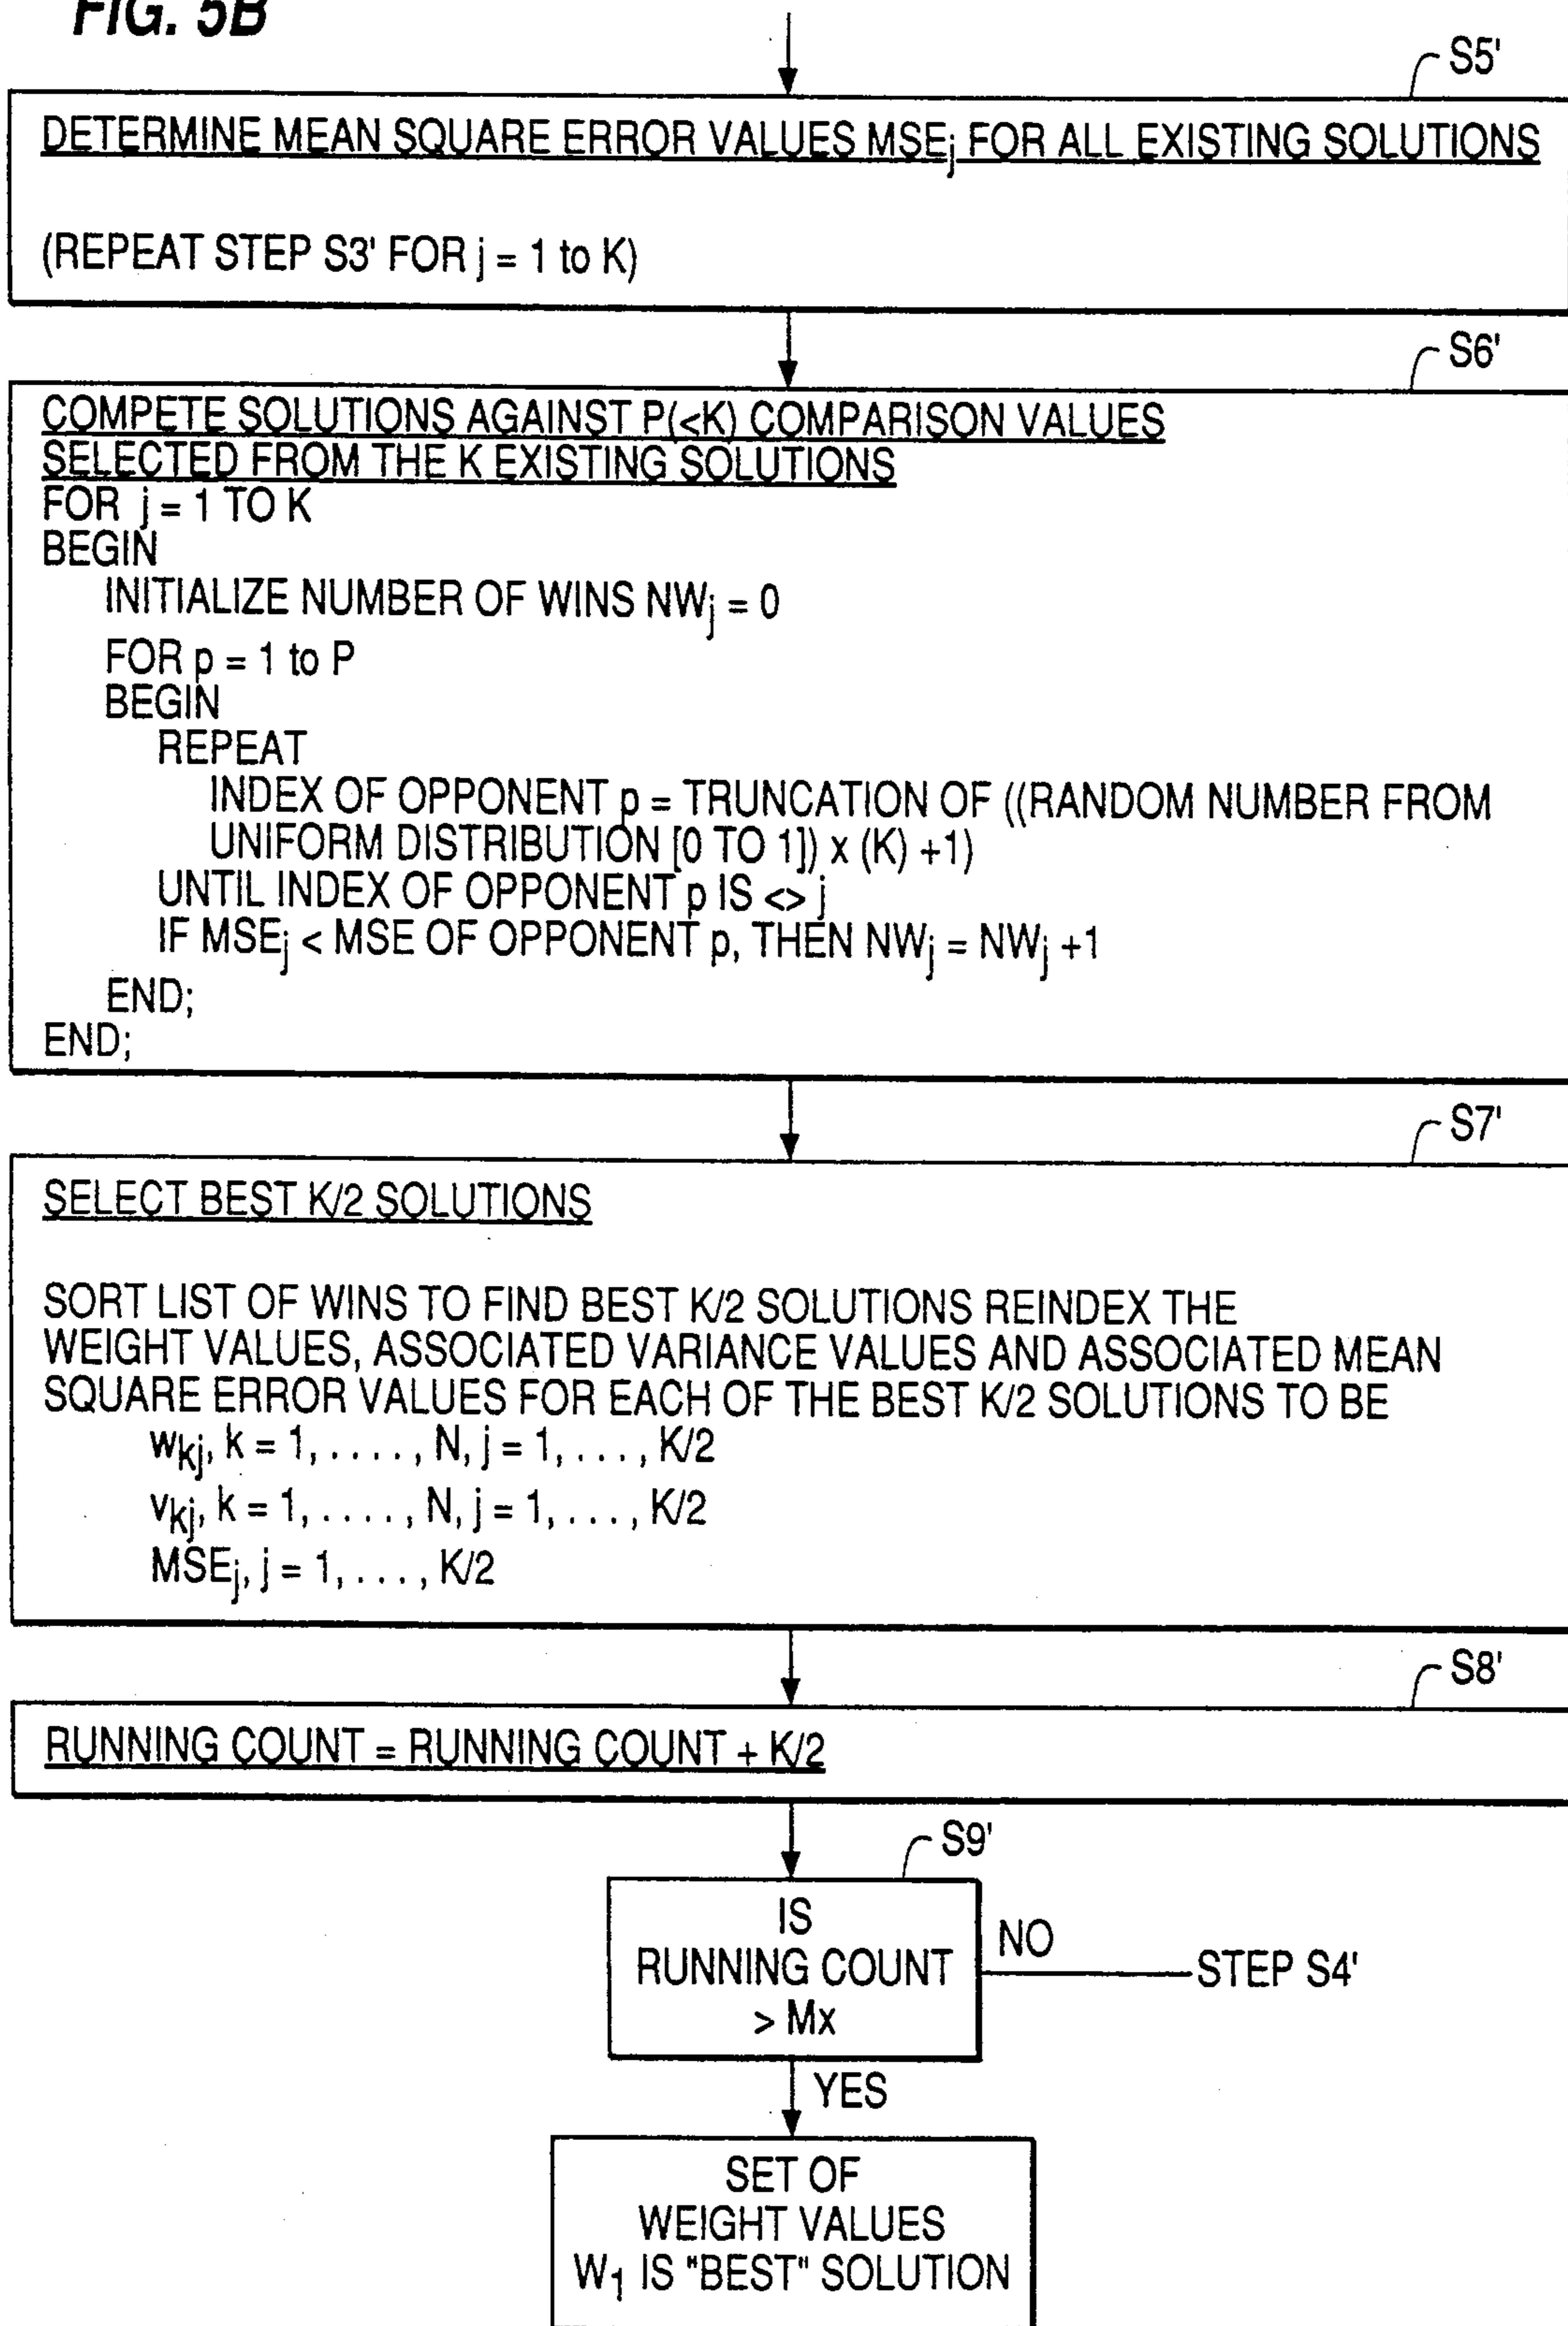 FIG. 5B
S5'
DETERMINE MEAN SQUARE ERROR VALUES MSEj FOR ALL EXISTING SOLUTIONS
(REPEAT STEP S3' FOR j = 1 to K)
S6'
COMPETE SOLUTIONS AGAINST P(<K) COMPARISON VALUES
SELECTED FROM THE K EXISTING SOLUTIONS
FOR j = 1 TO K
BEGIN
INITIALIZE NUMBER OF WINS NWj = 0
FOR p = 1 to P
BEGIN
REPEAT
INDEX OF OPPONENT p = TRUNCATION OF ((RANDOM NUMBER FROM
UNIFORM DISTRIBUTION [0 TO 1]) x (K) +1)
UNTIL INDEX OF OPPONENT p IS <> j
IF MSEj < MSE OF OPPONENT p, THEN NWj = NWj +1
END;
END;
S7'
SELECT BEST K/2 SOLUTIONS
SORT LIST OF WINS TO FIND BEST K/2 SOLUTIONS REINDEX THE
WEIGHT VALUES, ASSOCIATED VARIANCE VALUES AND ASSOCIATED MEAN
SQUARE ERROR VALUES FOR EACH OF THE BEST K/2 SOLUTIONS TO BE
wkj, k = 1, . . . . , N, j = 1, . . . , K/2
vkj, k = 1, . . . . , N, j = 1, . . . , K/2
MSEj, j = 1, . . . , K/2
S8'
RUNNING COUNT = RUNNING COUNT + K/2
S9'
IS
RUNNING COUNT
> Mx
NO
STEP S4'
YES
SET OF
WEIGHT VALUES
W1 IS "BEST" SOLUTION